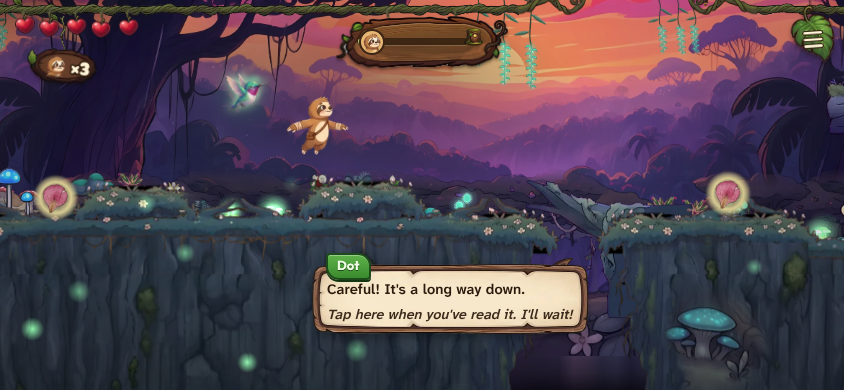 ×3
Dot
Careful! It's a long way down.
Tap here when you've read it. I'll wait!